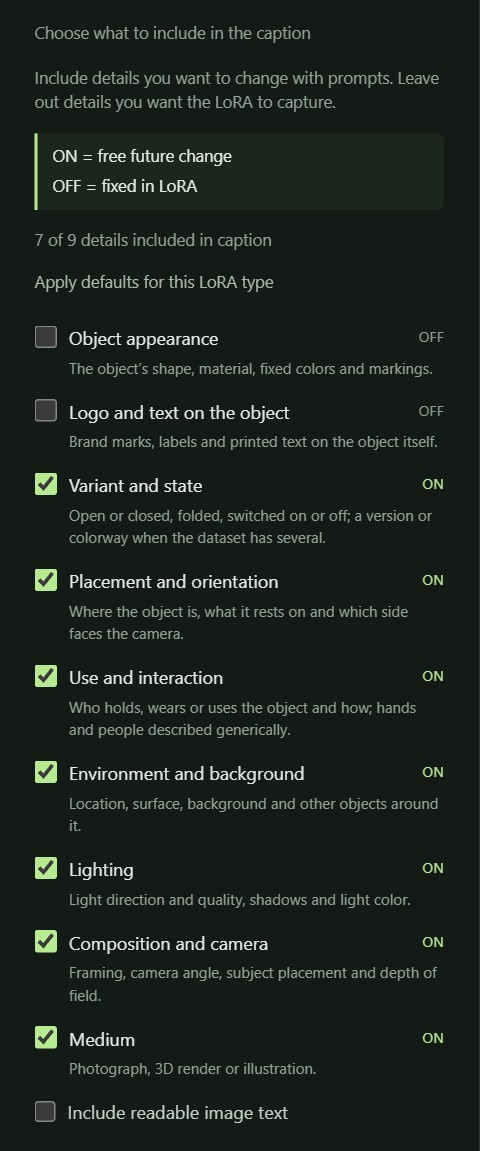 Choose what to include in the caption
Include details you want to change with prompts. Leave
out details you want the LoRA to capture.
ON = free future change
OFF = fixed in LoRA
7 of 9 details included in caption
Apply defaults for this LoRA type
Object appearance OFF
The object's shape, material, fixed colors and markings.
Logo and text on the object OFF
Brand marks, labels and printed text on the object itself.
Variant and state ON
Open or closed, folded, switched on or off; a version or
colorway when the dataset has several.
Placement and orientation ON
Where the object is, what it rests on and which side
faces the camera.
Use and interaction ON
Who holds, wears or uses the object and how; hands
and people described generically.
Environment and background ON
Location, surface, background and other objects around
it.
Lighting ON
Light direction and quality, shadows and light color.
Composition and camera ON
Framing, camera angle, subject placement and depth of
field.
Medium ON
Photograph, 3D render or illustration.
Include readable image text